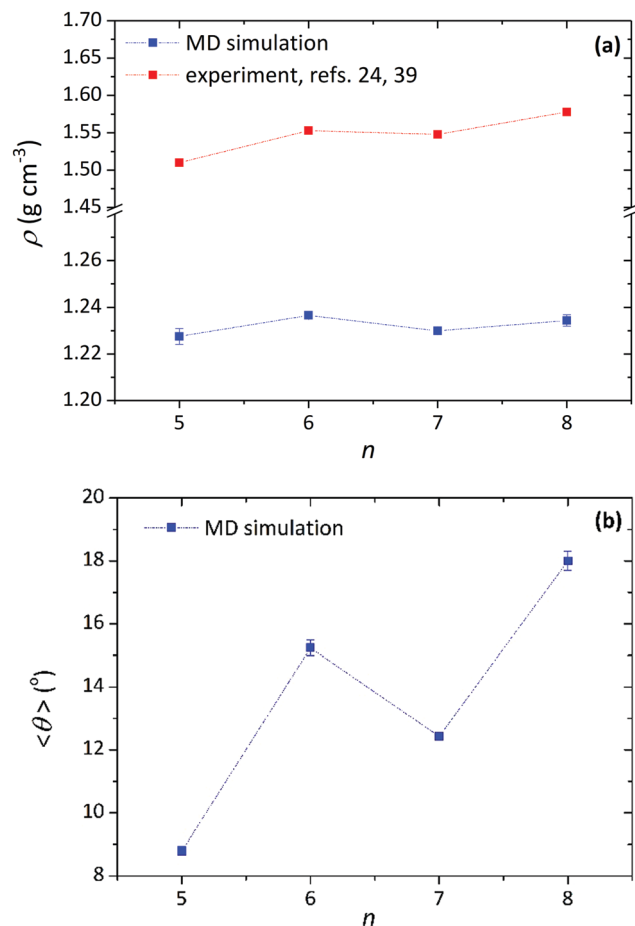 1.70
MD simulation
(a)
experiment, refs. 24, 39
1.65
1.60
1.55
1.50
1.45
ρ (g cm⁻³)
1.26
1.24
1.22
1.20
5 6 7 8
n
20
MD simulation
(b)
18
16
14
<θ> (°)
12
10
8
5 6 7 8
n